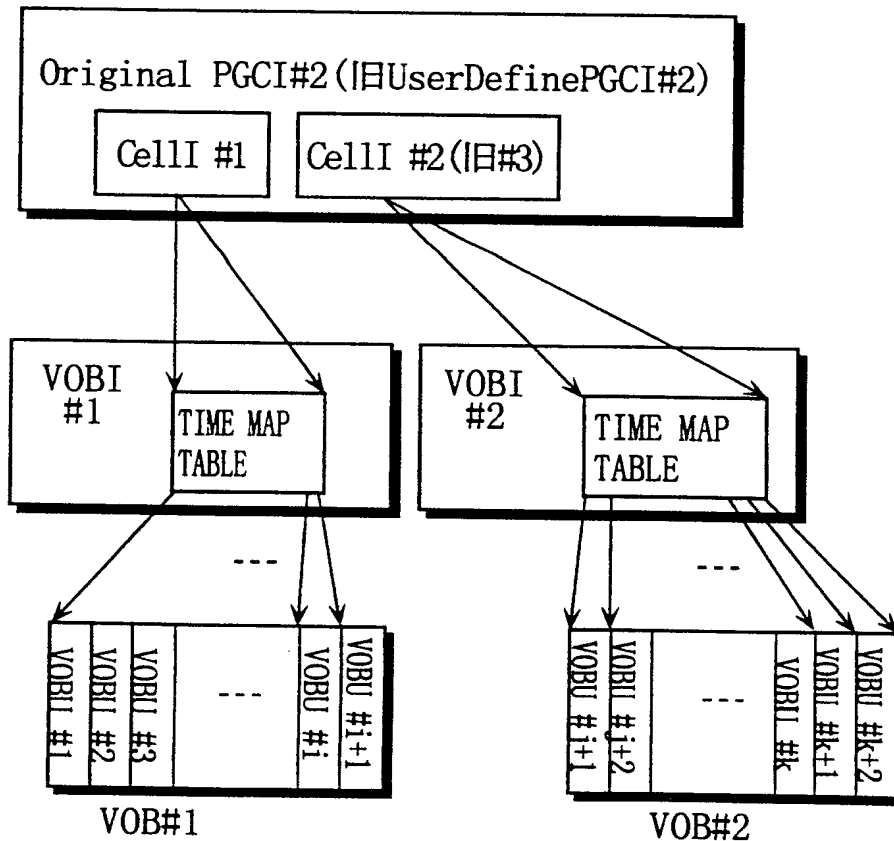 Original PGCI#2(旧UserDefinePGCI#2)
CellI #1
CellI #2(旧#3)
VOBI
#1
TIME MAP
TABLE
VOBI
#2
TIME MAP
TABLE
---
---
VOBU #1
VOBU #2
VOBU #3
---
VOBU #i
VOBU #i+1
VOBU #j+1
VOBU #j+2
---
VOBU #k
VOBU #k+1
VOBU #k+2
VOB#1
VOB#2